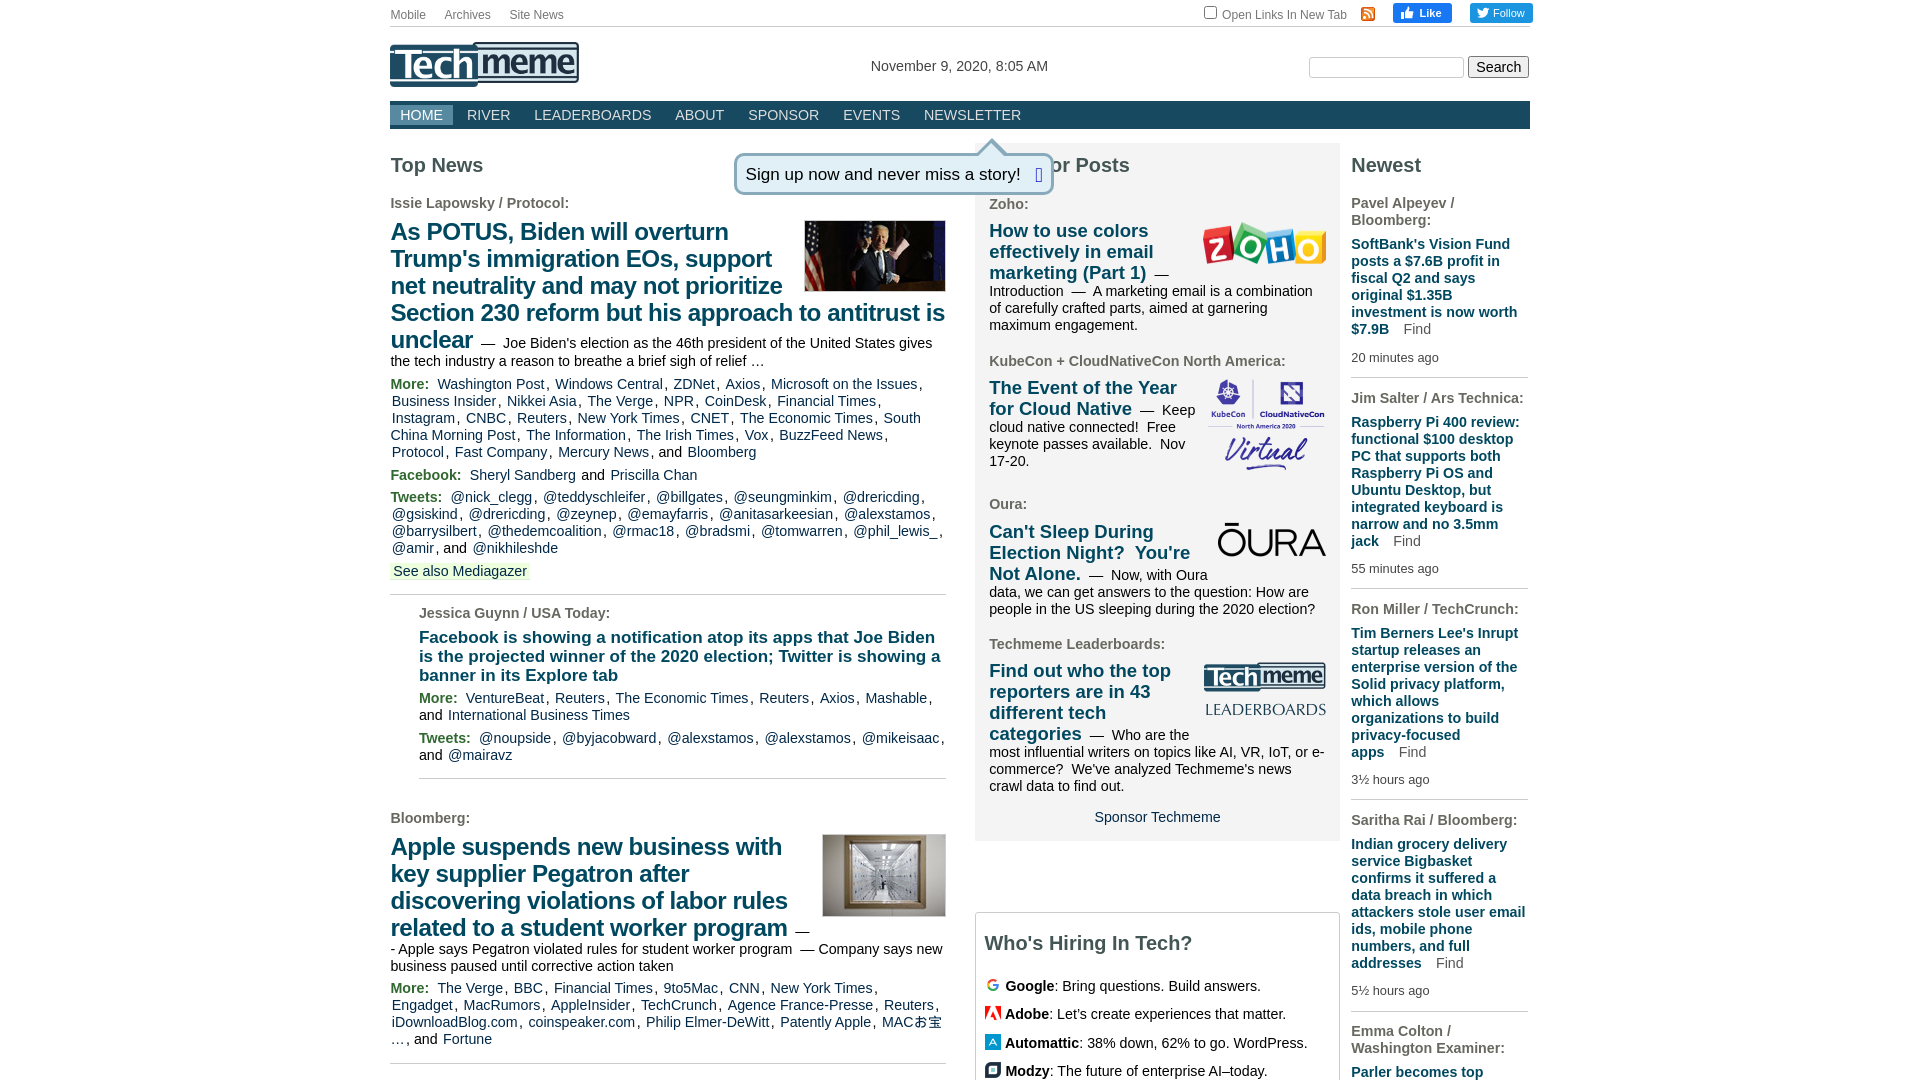 Mobile Archives Site News
Open Links In New Tab Like Follow
Techmeme
November 9, 2020, 8:05 AM
Search
HOME RIVER LEADERBOARDS ABOUT SPONSOR EVENTS NEWSLETTER
Sign up now and never miss a story!
Top News
Issie Lapowsky / Protocol:
As POTUS, Biden will overturn
Trump's immigration EOs, support
net neutrality and may not prioritize
Section 230 reform but his approach to antitrust is
unclear — Joe Biden's election as the 46th president of the United States gives
the tech industry a reason to breathe a brief sigh of relief …
More: Washington Post, Windows Central, ZDNet, Axios, Microsoft on the Issues,
Business Insider, Nikkei Asia, The Verge, NPR, CoinDesk, Financial Times,
Instagram, CNBC, Reuters, New York Times, CNET, The Economic Times, South
China Morning Post, The Information, The Irish Times, Vox, BuzzFeed News,
Protocol, Fast Company, Mercury News, and Bloomberg
Facebook: Sheryl Sandberg and Priscilla Chan
Tweets: @nick_clegg, @teddyschleifer, @billgates, @seungminkim, @drericding,
@gsiskind, @drericding, @zeynep, @emayfarris, @anitasarkeesian, @alexstamos,
@barrysilbert, @thedemcoalition, @rmac18, @bradsmi, @tomwarren, @phil_lewis_,
@amir, and @nikhileshde
See also Mediagazer
Jessica Guynn / USA Today:
Facebook is showing a notification atop its apps that Joe Biden
is the projected winner of the 2020 election; Twitter is showing a
banner in its Explore tab
More: VentureBeat, Reuters, The Economic Times, Reuters, Axios, Mashable,
and International Business Times
Tweets: @noupside, @byjacobward, @alexstamos, @alexstamos, @mikeisaac,
and @mairavz
Bloomberg:
Apple suspends new business with
key supplier Pegatron after
discovering violations of labor rules
related to a student worker program —
- Apple says Pegatron violated rules for student worker program — Company says new
business paused until corrective action taken
More: The Verge, BBC, Financial Times, 9to5Mac, CNN, New York Times,
Engadget, MacRumors, AppleInsider, TechCrunch, Agence France-Presse, Reuters,
iDownloadBlog.com, coinspeaker.com, Philip Elmer-DeWitt, Patently Apple, MACお宝
…, and Fortune
or Posts
Zoho:
How to use colors
effectively in email
marketing (Part 1) —
Introduction — A marketing email is a combination
of carefully crafted parts, aimed at garnering
maximum engagement.
ZOHO
KubeCon + CloudNativeCon North America:
The Event of the Year
for Cloud Native — Keep
cloud native connected! Free
keynote passes available. Nov
17-20.
KubeCon CloudNativeCon
North America 2020
Virtual
Oura:
Can't Sleep During
Election Night? You're
Not Alone. — Now, with Oura
data, we can get answers to the question: How are
people in the US sleeping during the 2020 election?
ŌURA
Techmeme Leaderboards:
Find out who the top
reporters are in 43
different tech
categories — Who are the
most influential writers on topics like AI, VR, IoT, or e-
commerce? We've analyzed Techmeme's news
crawl data to find out.
Techmeme
LEADERBOARDS
Sponsor Techmeme
Who's Hiring In Tech?
Google: Bring questions. Build answers.
Adobe: Let’s create experiences that matter.
Automattic: 38% down, 62% to go. WordPress.
Modzy: The future of enterprise AI–today.
Newest
Pavel Alpeyev /
Bloomberg:
SoftBank's Vision Fund
posts a $7.6B profit in
fiscal Q2 and says
original $1.35B
investment is now worth
$7.9B Find
20 minutes ago
Jim Salter / Ars Technica:
Raspberry Pi 400 review:
functional $100 desktop
PC that supports both
Raspberry Pi OS and
Ubuntu Desktop, but
integrated keyboard is
narrow and no 3.5mm
jack Find
55 minutes ago
Ron Miller / TechCrunch:
Tim Berners Lee's Inrupt
startup releases an
enterprise version of the
Solid privacy platform,
which allows
organizations to build
privacy-focused
apps Find
3½ hours ago
Saritha Rai / Bloomberg:
Indian grocery delivery
service Bigbasket
confirms it suffered a
data breach in which
attackers stole user email
ids, mobile phone
numbers, and full
addresses Find
5½ hours ago
Emma Colton /
Washington Examiner:
Parler becomes top